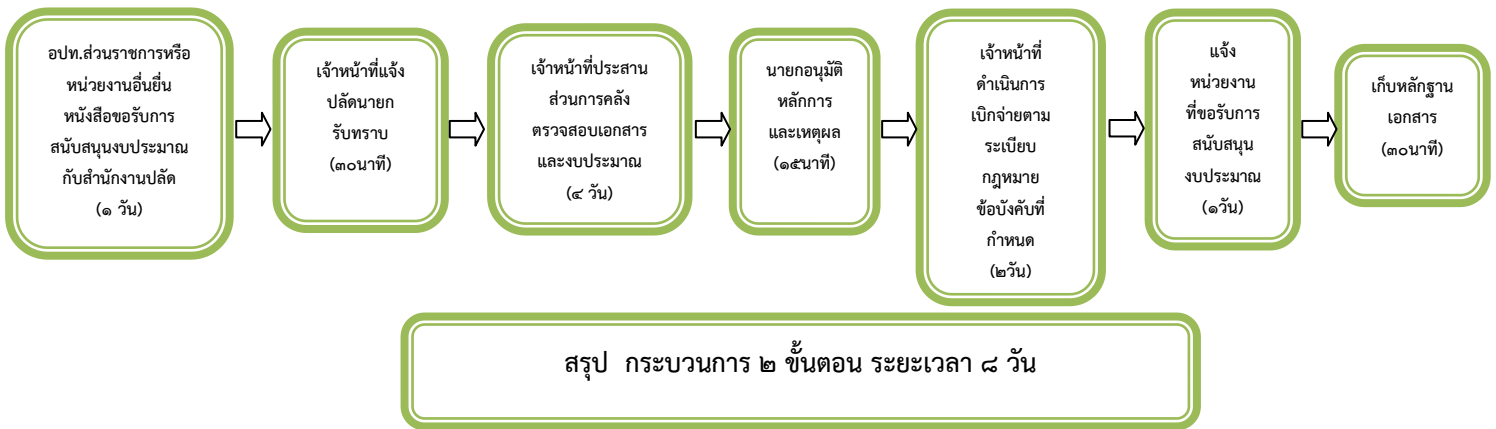 อปท.ส่วนราชการหรือ
หน่วยงานอื่นยื่น
หนังสือขอรับการ
สนับสนุนงบประมาณ
กับสำนักงานปลัด
(๑ วัน)
เจ้าหน้าที่แจ้ง
ปลัดนายก
รับทราบ
(๓๐นาที)
เจ้าหน้าที่ประสาน
ส่วนการคลัง
ตรวจสอบเอกสาร
และงบประมาณ
(๔ วัน)
นายกอนุมัติ
หลักการ
และเหตุผล
(๑๕นาที)
เจ้าหน้าที่
ดำเนินการ
เบิกจ่ายตาม
ระเบียบ
กฎหมาย
ข้อบังคับที่
กำหนด
(๒วัน)
แจ้ง
หน่วยงาน
ที่ขอรับการ
สนับสนุน
งบประมาณ
(๑วัน)
เก็บหลักฐาน
เอกสาร
(๓๐นาที)
สรุป กระบวนการ ๒ ขั้นตอน ระยะเวลา ๘ วัน